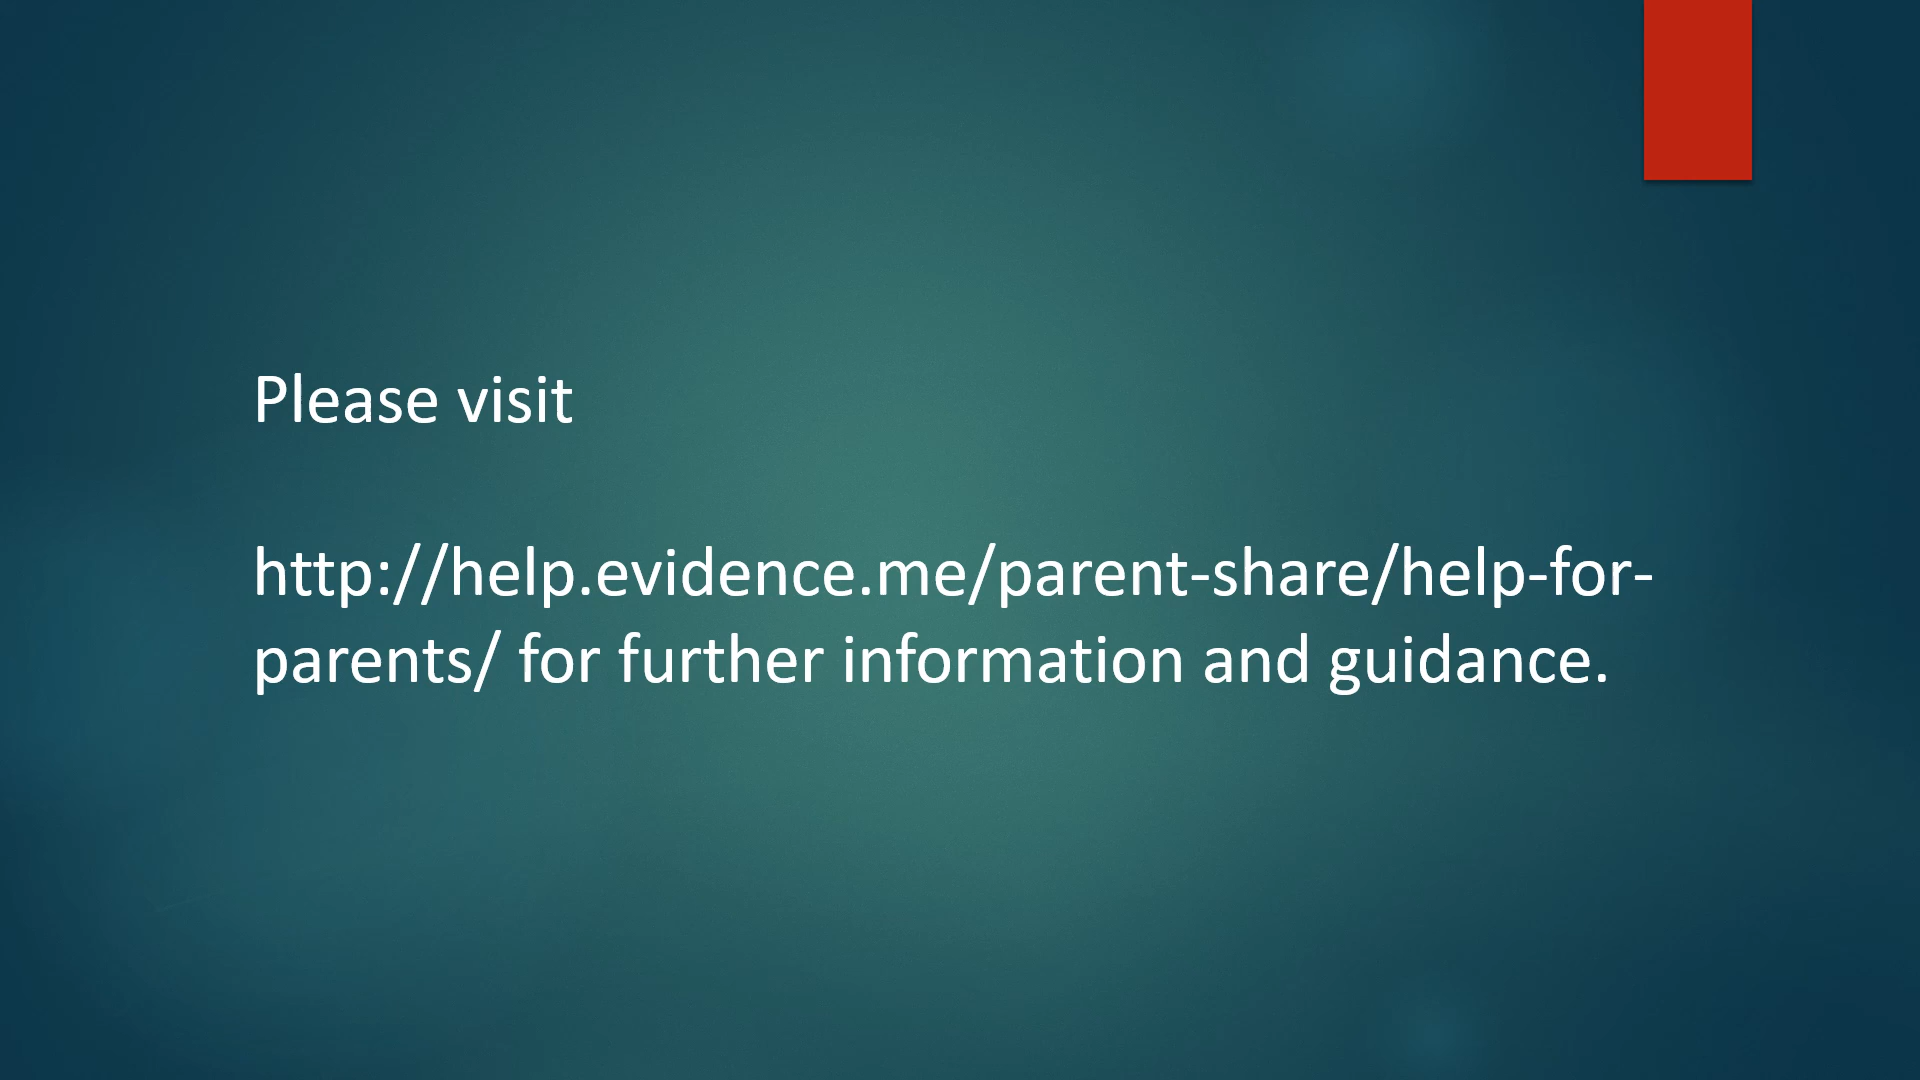 Please visit
http://help.evidence.me/parent-share/help-for-
parents/ for further information and guidance.